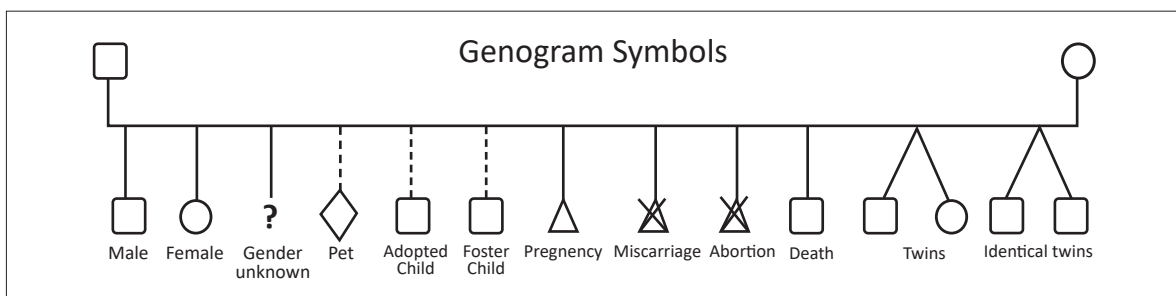 Genogram Symbols
?
Male
Female
Gender
unknown
Pet
Adopted
Child
Foster
Child
Pregnency
Miscarriage
Abortion
Death
Twins
Identical twins